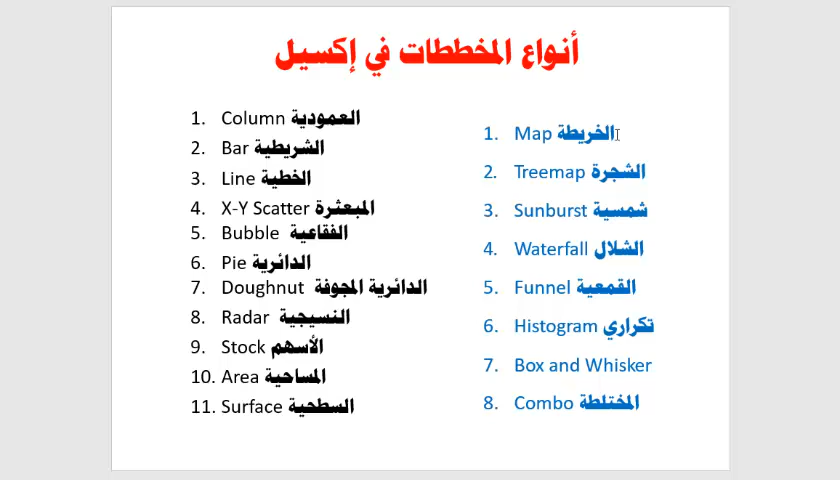 أنواع المخططات في إكسيل
1. Column العمودية
2. Bar الشريطية
3. Line الخطية
4. X-Y Scatter المبعثرة
5. Bubble الفقاعية
6. Pie الدائرية
7. Doughnut الدائرية المجوفة
8. Radar النسيجية
9. Stock الأسهم
10. Area المساحية
11. Surface السطحية
1. Map الخريطة
2. Treemap الشجرة
3. Sunburst شمسية
4. Waterfall الشلال
5. Funnel القمعية
6. Histogram تكراري
7. Box and Whisker
8. Combo المختلطة